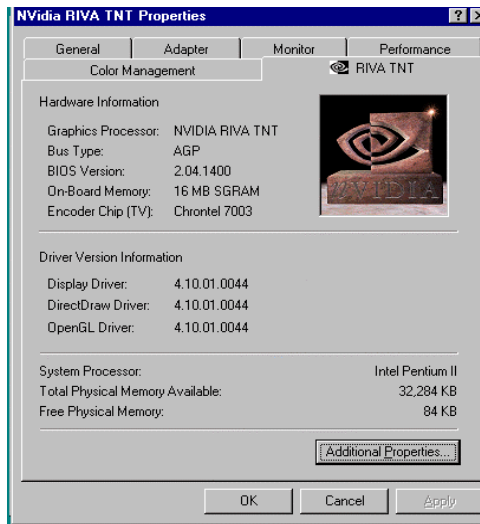 NVidia RIVA TNT Properties
General Adapter Monitor Performance
Color Management RIVA TNT
Hardware Information
Graphics Processor: NVIDIA RIVA TNT
Bus Type: AGP
BIOS Version: 2.04.1400
On-Board Memory: 16 MB SGRAM
Encoder Chip (TV): Chrontel 7003
NVIDIA
Driver Version Information
Display Driver: 4.10.01.0044
DirectDraw Driver: 4.10.01.0044
OpenGL Driver: 4.10.01.0044
System Processor: Intel Pentium II
Total Physical Memory Available: 32,284 KB
Free Physical Memory: 84 KB
Additional Properties...
OK Cancel Apply